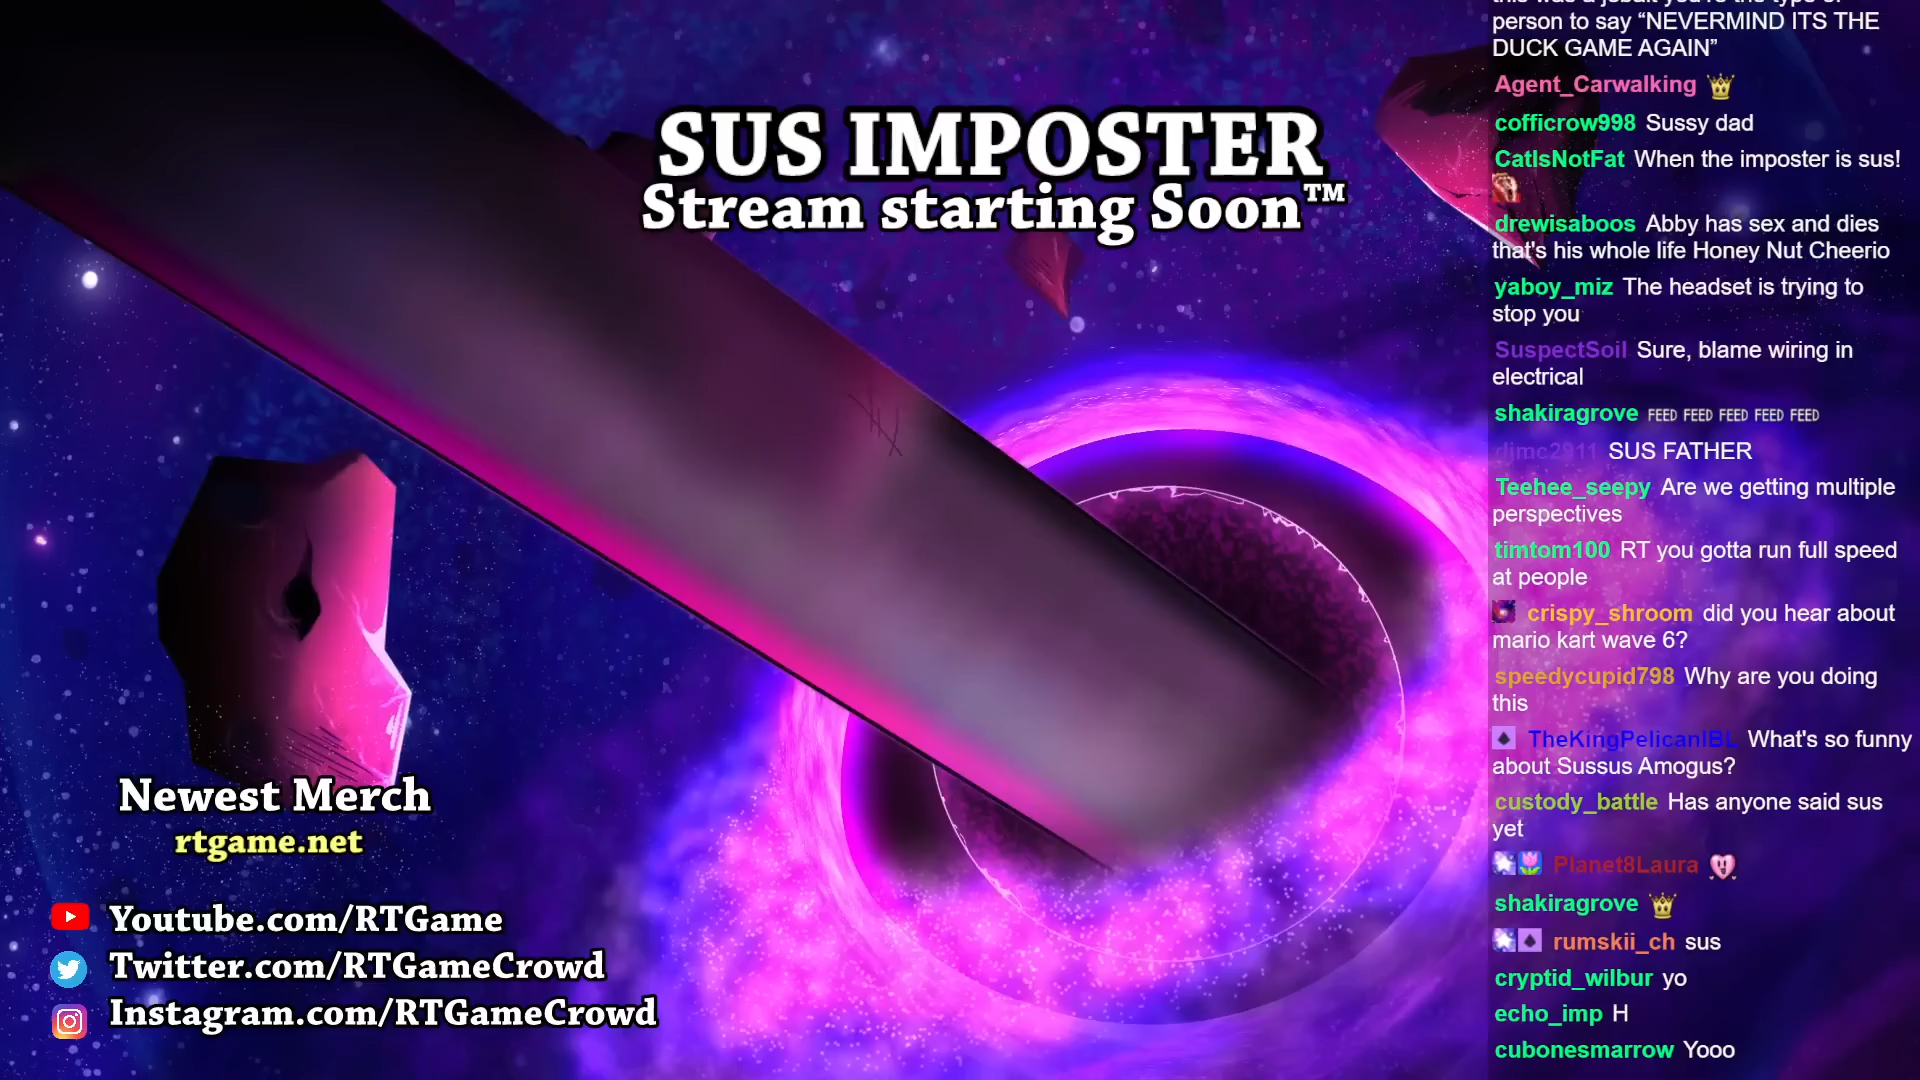 SUS IMPOSTER
Stream starting Soon™
Newest Merch
rtgame.net
Youtube.com/RTGame
Twitter.com/RTGameCrowd
Instagram.com/RTGameCrowd
person to say “NEVERMIND ITS THE
DUCK GAME AGAIN”
Agent_Carwalking
cofficrow998 Sussy dad
CatIsNotFat When the imposter is sus!
drewisaboos Abby has sex and dies
that's his whole life Honey Nut Cheerio
yaboy_miz The headset is trying to
stop you
SuspectSoil Sure, blame wiring in
electrical
shakiragrove FEED FEED FEED FEED FEED
djmc2911 SUS FATHER
Teehee_seepy Are we getting multiple
perspectives
timtom100 RT you gotta run full speed
at people
crispy_shroom did you hear about
mario kart wave 6?
speedycupid798 Why are you doing
this
TheKingPelicanIBL What's so funny
about Sussus Amogus?
custody_battle Has anyone said sus
yet
Planet8Laura
shakiragrove
rumskii_ch sus
cryptid_wilbur yo
echo_imp H
cubonesmarrow Yooo